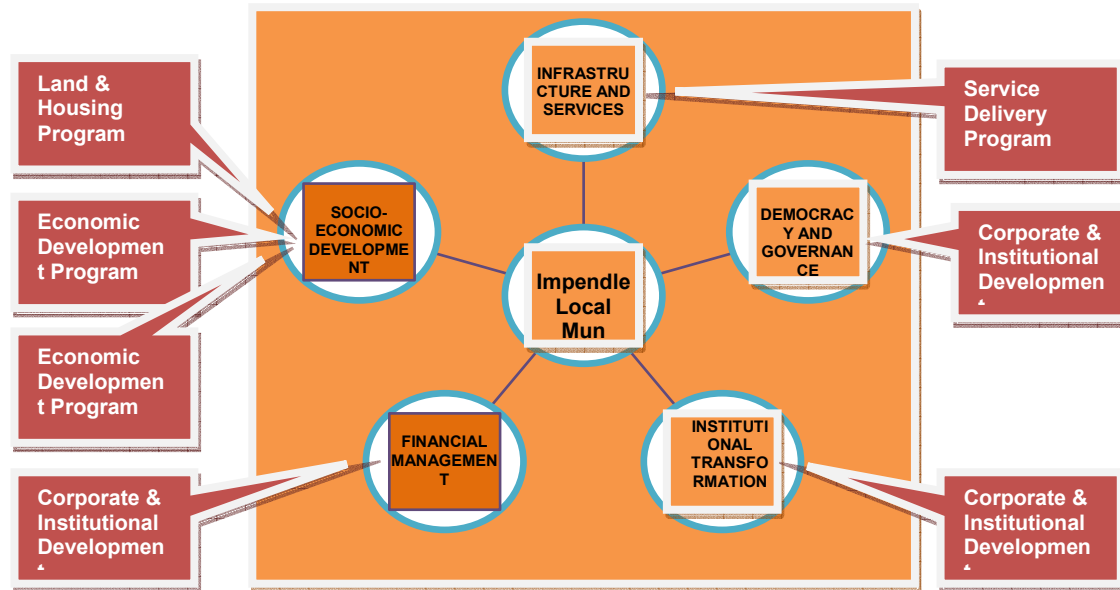 Land &
Housing
Program
Economic
Developmen
t Program
Economic
Developmen
t Program
Corporate &
Institutional
Developmen
INFRASTRU
CTURE AND
SERVICES
SOCIO-
ECONOMIC
DEVELOPME
NT
DEMOCRAC
Y AND
GOVERNAN
CE
Impendle
Local
Mun
FINANCIAL
MANAGEMEN
T
INSTITUTI
ONAL
TRANSFO
RMATION
Service
Delivery
Program
Corporate &
Institutional
Developmen
Corporate &
Institutional
Developmen